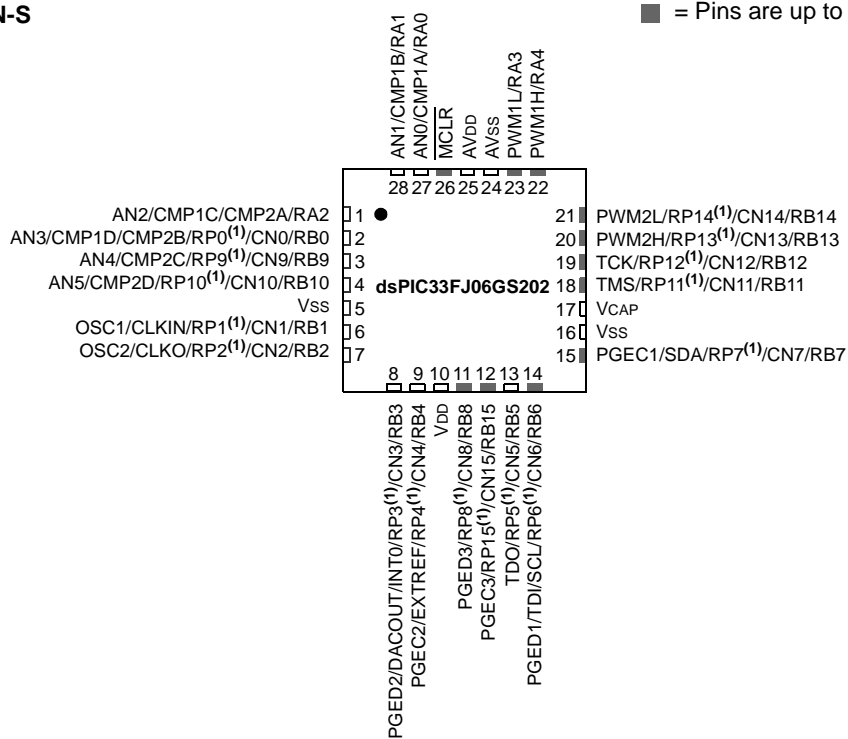 N-S
= Pins are up to
AN1/CMP1B/RA1
AN0/CMP1A/RA0
MCLR
AVDD
AVSS
PWM1L/RA3
PWM1H/RA4
28 27 26 25 24 23 22
AN2/CMP1C/CMP2A/RA2 1
AN3/CMP1D/CMP2B/RP0(1)/CN0/RB0 2
AN4/CMP2C/RP9(1)/CN9/RB9 3
AN5/CMP2D/RP10(1)/CN10/RB10 4
VSS 5
OSC1/CLKIN/RP1(1)/CN1/RB1 6
OSC2/CLKO/RP2(1)/CN2/RB2 7
dsPIC33FJ06GS202
21 PWM2L/RP14(1)/CN14/RB14
20 PWM2H/RP13(1)/CN13/RB13
19 TCK/RP12(1)/CN12/RB12
18 TMS/RP11(1)/CN11/RB11
17 VCAP
16 VSS
15 PGEC1/SDA/RP7(1)/CN7/RB7
8 9 10 11 12 13 14
PGED2/DACOUT/INT0/RP3(1)/CN3/RB3
PGEC2/EXTREF/RP4(1)/CN4/RB4
VDD
PGED3/RP8(1)/CN8/RB8
PGEC3/RP15(1)/CN15/RB15
TDO/RP5(1)/CN5/RB5
PGED1/TDI/SCL/RP6(1)/CN6/RB6